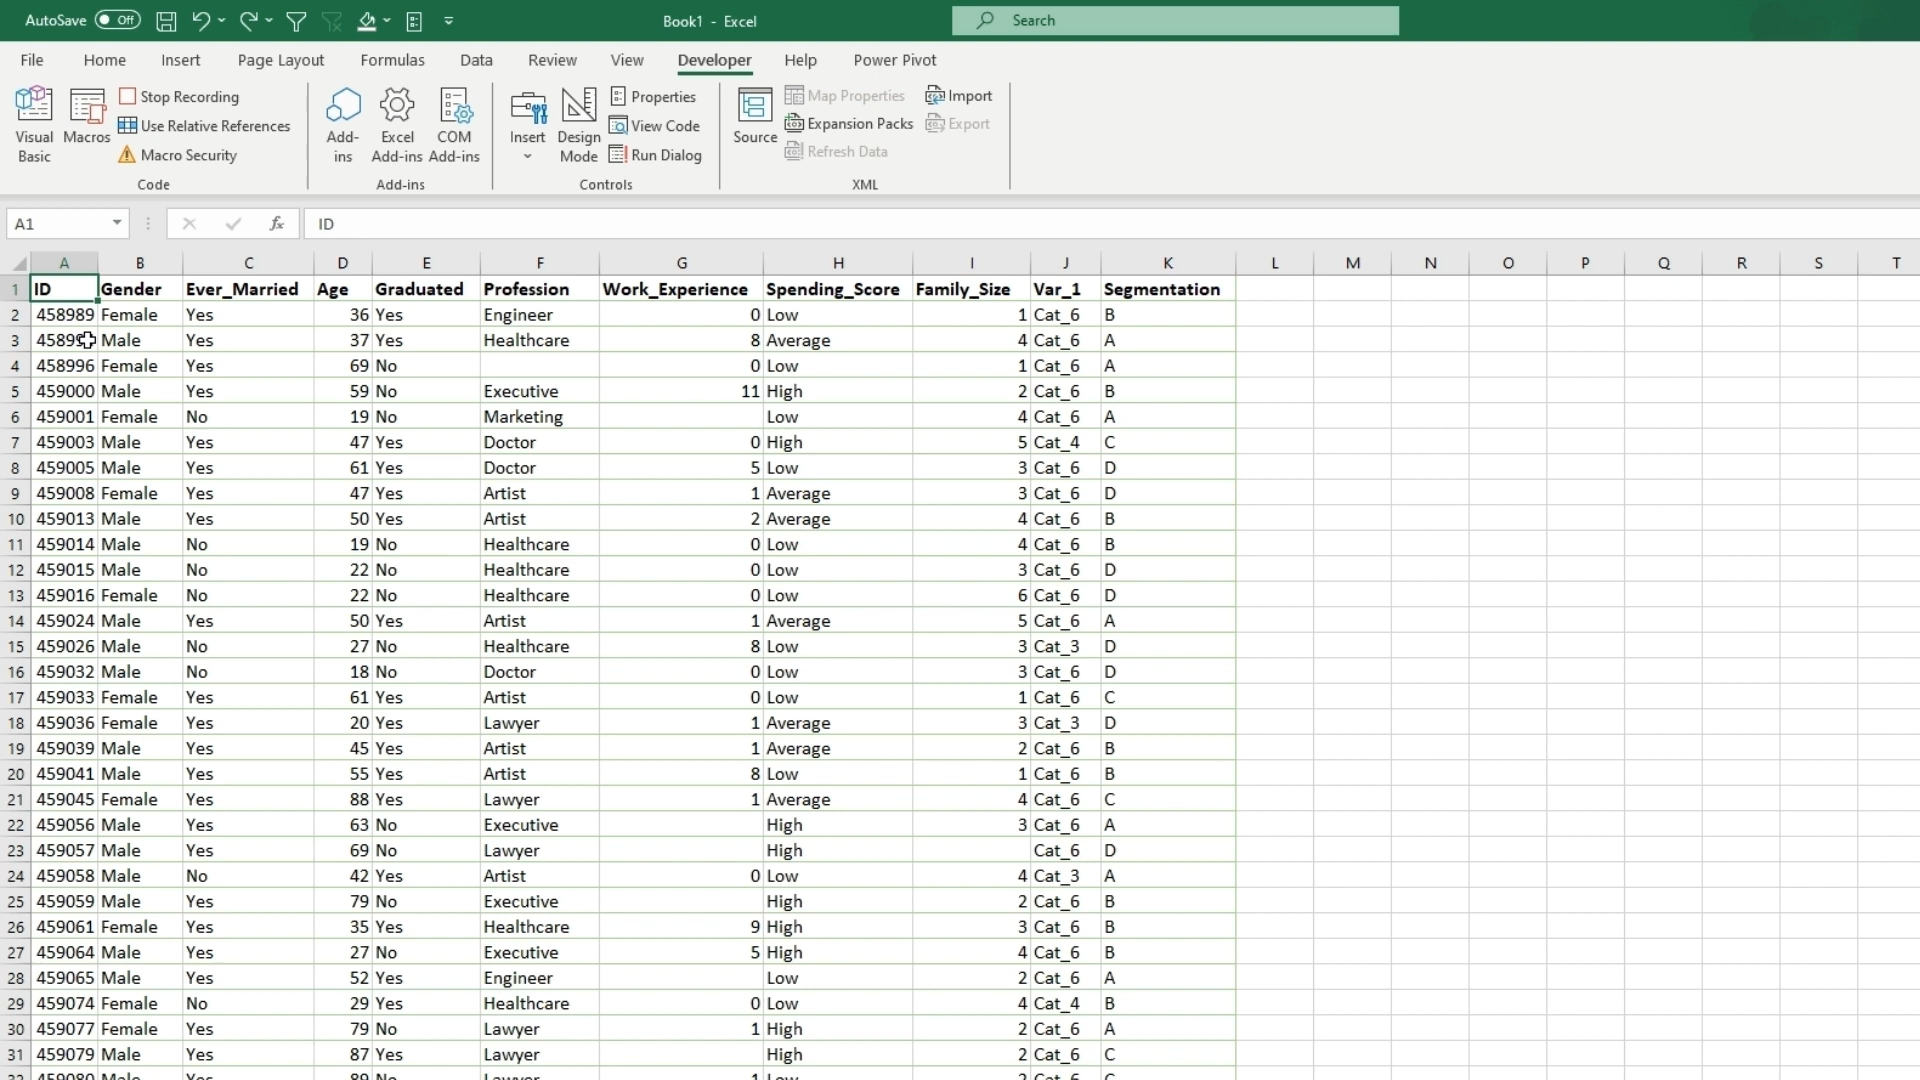 AutoSave Off Book1 - Excel Search
File Home Insert Page Layout Formulas Data Review View Developer Help Power Pivot
Visual Basic
Macros
Stop Recording
Use Relative References
Macro Security
Code
Add-ins
Excel Add-ins
COM Add-ins
Add-ins
Insert
Design Mode
Properties
View Code
Run Dialog
Controls
Source
Map Properties
Expansion Packs
Refresh Data
Import
Export
XML
A1 fx ID
A B C D E F G H I J K L M N O P Q R S T
1 ID Gender Ever_Married Age Graduated Profession Work_Experience Spending_Score Family_Size Var_1 Segmentation
2 458989 Female Yes 36 Yes Engineer 0 Low 1 Cat_6 B
3 Male Yes 37 Yes Healthcare 8 Average 4 Cat_6 A
4 458996 Female Yes 69 No 0 Low 1 Cat_6 A
5 459000 Male Yes 59 No Executive 11 High 2 Cat_6 B
6 459001 Female No 19 No Marketing Low 4 Cat_6 A
7 459003 Male Yes 47 Yes Doctor 0 High 5 Cat_4 C
8 459005 Male Yes 61 Yes Doctor 5 Low 3 Cat_6 D
9 459008 Female Yes 47 Yes Artist 1 Average 3 Cat_6 D
10 459013 Male Yes 50 Yes Artist 2 Average 4 Cat_6 B
11 459014 Male No 19 No Healthcare 0 Low 4 Cat_6 B
12 459015 Male No 22 No Healthcare 0 Low 3 Cat_6 D
13 459016 Female No 22 No Healthcare 0 Low 6 Cat_6 D
14 459024 Male Yes 50 Yes Artist 1 Average 5 Cat_6 A
15 459026 Male No 27 No Healthcare 8 Low 3 Cat_3 D
16 459032 Male No 18 No Doctor 0 Low 3 Cat_6 D
17 459033 Female Yes 61 Yes Artist 0 Low 1 Cat_6 C
18 459036 Female Yes 20 Yes Lawyer 1 Average 3 Cat_3 D
19 459039 Male Yes 45 Yes Artist 1 Average 2 Cat_6 B
20 459041 Male Yes 55 Yes Artist 8 Low 1 Cat_6 B
21 459045 Female Yes 88 Yes Lawyer 1 Average 4 Cat_6 C
22 459056 Male Yes 63 No Executive High 3 Cat_6 A
23 459057 Male Yes 69 No Lawyer High Cat_6 D
24 459058 Male No 42 Yes Artist 0 Low 4 Cat_3 A
25 459059 Male Yes 79 No Executive High 2 Cat_6 B
26 459061 Female Yes 35 Yes Healthcare 9 High 3 Cat_6 B
27 459064 Male Yes 27 No Executive 5 High 4 Cat_6 B
28 459065 Male Yes 52 Yes Engineer Low 2 Cat_6 A
29 459074 Female No 29 Yes Healthcare 0 Low 4 Cat_4 B
30 459077 Female Yes 79 No Lawyer 1 High 2 Cat_6 A
31 459079 Male Yes 87 Yes Lawyer High 2 Cat_6 C
32 459080 Male Yes 89 No Lawyer 1 Low 2 Cat_6 C